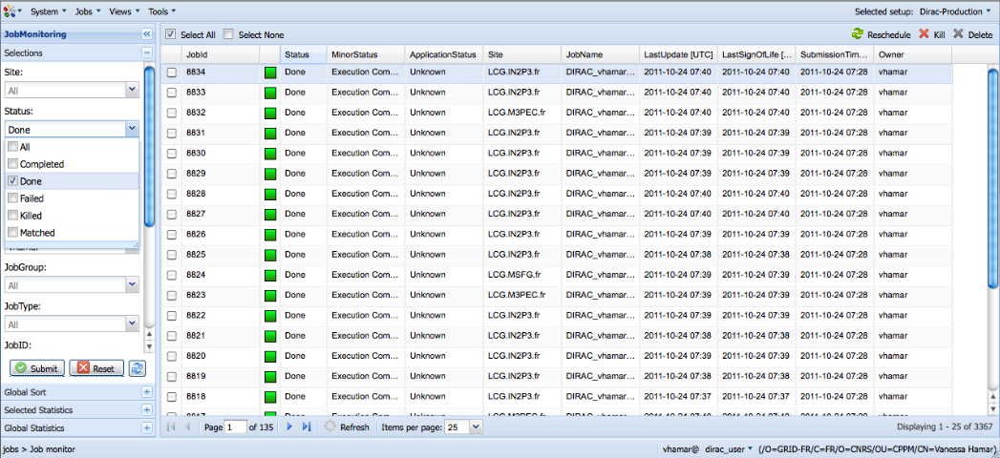 System Jobs Views Tools Selected setup: Dirac-Production
JobMonitoring
Selections
Site:
All
Status:
Done
All
Completed
Done
Failed
Killed
Matched
vhamar
JobGroup:
All
JobType:
All
JobID:
Submit Reset
Global Sort
Selected Statistics
Global Statistics
Select All Select None Reschedule Kill Delete
JobId Status MinorStatus ApplicationStatus Site JobName LastUpdate [UTC] LastSignOfLife [... SubmissionTim... Owner
8834 Done Execution Com... Unknown LCG.IN2P3.fr DIRAC_vhamar... 2011-10-24 07:40 2011-10-24 07:40 2011-10-24 07:28 vhamar
8833 Done Execution Com... Unknown LCG.IN2P3.fr DIRAC_vhamar... 2011-10-24 07:40 2011-10-24 07:40 2011-10-24 07:28 vhamar
8832 Done Execution Com... Unknown LCG.M3PEC.fr DIRAC_vhamar... 2011-10-24 07:40 2011-10-24 07:40 2011-10-24 07:28 vhamar
8831 Done Execution Com... Unknown LCG.IN2P3.fr DIRAC_vhamar... 2011-10-24 07:39 2011-10-24 07:39 2011-10-24 07:28 vhamar
8830 Done Execution Com... Unknown LCG.IN2P3.fr DIRAC_vhamar... 2011-10-24 07:39 2011-10-24 07:39 2011-10-24 07:28 vhamar
8829 Done Execution Com... Unknown LCG.IN2P3.fr DIRAC_vhamar... 2011-10-24 07:39 2011-10-24 07:39 2011-10-24 07:28 vhamar
8828 Done Execution Com... Unknown LCG.IN2P3.fr DIRAC_vhamar... 2011-10-24 07:40 2011-10-24 07:40 2011-10-24 07:28 vhamar
8827 Done Execution Com... Unknown LCG.IN2P3.fr DIRAC_vhamar... 2011-10-24 07:40 2011-10-24 07:40 2011-10-24 07:28 vhamar
8826 Done Execution Com... Unknown LCG.IN2P3.fr DIRAC_vhamar... 2011-10-24 07:39 2011-10-24 07:39 2011-10-24 07:28 vhamar
8825 Done Execution Com... Unknown LCG.IN2P3.fr DIRAC_vhamar... 2011-10-24 07:38 2011-10-24 07:38 2011-10-24 07:28 vhamar
8824 Done Execution Com... Unknown LCG.MSFG.fr DIRAC_vhamar... 2011-10-24 07:39 2011-10-24 07:39 2011-10-24 07:28 vhamar
8823 Done Execution Com... Unknown LCG.M3PEC.fr DIRAC_vhamar... 2011-10-24 07:39 2011-10-24 07:39 2011-10-24 07:28 vhamar
8822 Done Execution Com... Unknown LCG.IN2P3.fr DIRAC_vhamar... 2011-10-24 07:39 2011-10-24 07:39 2011-10-24 07:28 vhamar
8821 Done Execution Com... Unknown LCG.IN2P3.fr DIRAC_vhamar... 2011-10-24 07:38 2011-10-24 07:38 2011-10-24 07:28 vhamar
8820 Done Execution Com... Unknown LCG.IN2P3.fr DIRAC_vhamar... 2011-10-24 07:39 2011-10-24 07:39 2011-10-24 07:28 vhamar
8819 Done Execution Com... Unknown LCG.IN2P3.fr DIRAC_vhamar... 2011-10-24 07:38 2011-10-24 07:38 2011-10-24 07:28 vhamar
8818 Done Execution Com... Unknown LCG.IN2P3.fr DIRAC_vhamar... 2011-10-24 07:37 2011-10-24 07:37 2011-10-24 07:28 vhamar
Page 1 of 135 Refresh Items per page: 25 Displaying 1 - 25 of 3367
jobs > Job monitor vhamar@ dirac_user (/O=GRID-FR/C=FR/O=CNRS/OU=CPPM/CN=Vanessa Hamar)